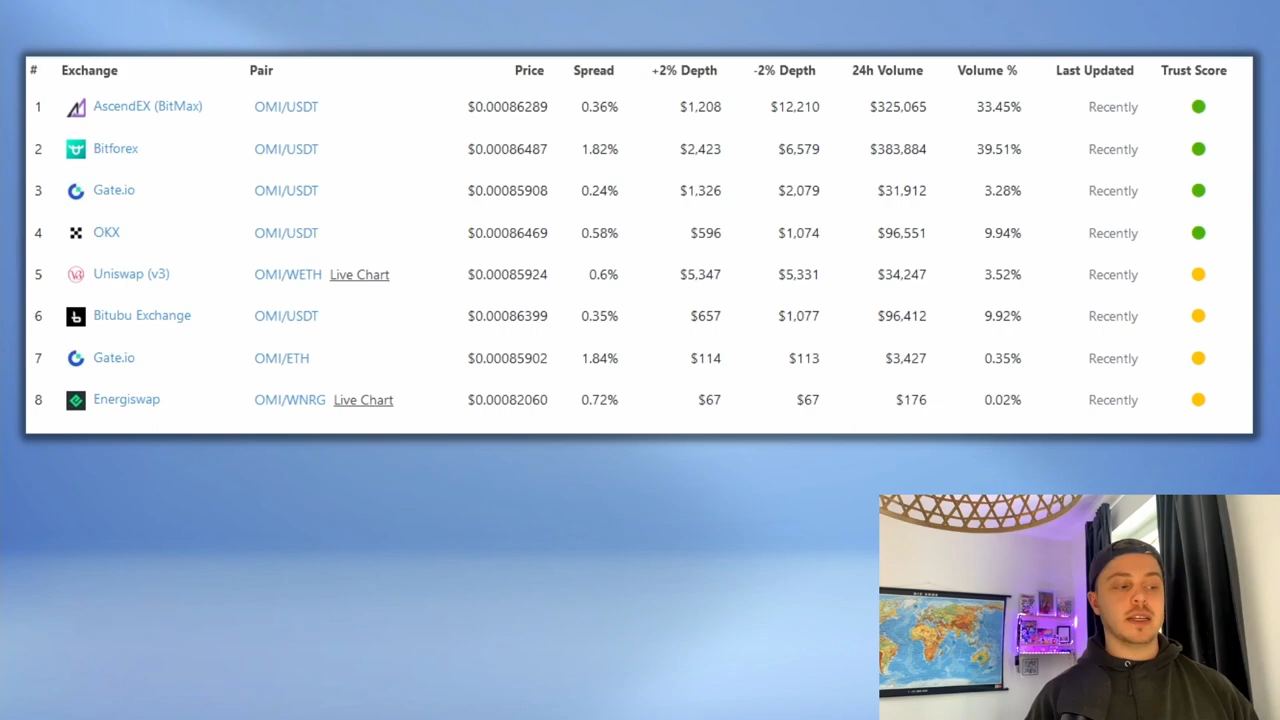 # Exchange Pair Price Spread +2% Depth -2% Depth 24h Volume Volume % Last Updated Trust Score
1 AscendEX (BitMax) OMI/USDT $0.00086289 0.36% $1,208 $12,210 $325,065 33.45% Recently
2 Bitforex OMI/USDT $0.00086487 1.82% $2,423 $6,579 $383,884 39.51% Recently
3 Gate.io OMI/USDT $0.00085908 0.24% $1,326 $2,079 $31,912 3.28% Recently
4 OKX OMI/USDT $0.00086469 0.58% $596 $1,074 $96,551 9.94% Recently
5 Uniswap (v3) OMI/WETH Live Chart $0.00085924 0.6% $5,347 $5,331 $34,247 3.52% Recently
6 Bitubu Exchange OMI/USDT $0.00086399 0.35% $657 $1,077 $96,412 9.92% Recently
7 Gate.io OMI/ETH $0.00085902 1.84% $114 $113 $3,427 0.35% Recently
8 Energiswap OMI/WNRG Live Chart $0.00082060 0.72% $67 $67 $176 0.02% Recently